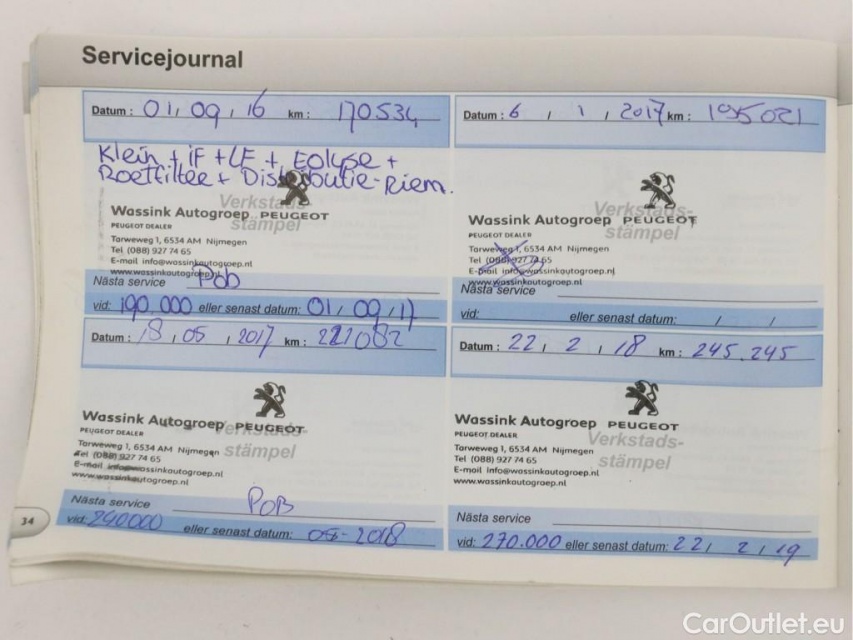 Servicejournal
Datum : 01 , 09 , 16 km : 170534
Klein + iF + LF + Eolyse +
Roetfilter + Distributie-riem.
Verkstads-
stämpel
Wassink Autogroep PEUGEOT
PEUGEOT DEALER
Tarweweg 1, 6534 AM Nijmegen
Tel (088) 927 74 65
E-mail info@wassinkautogroep.nl
www.wassinkautogroep.nl
Nästa service Pob
vid: 190.000 eller senast datum: 01 / 09 / 17
Datum : 6 / 1 / 2017 km : 195021
Verkstads-
stämpel
Wassink Autogroep PEUGEOT
PEUGEOT DEALER
Tarweweg 1, 6534 AM Nijmegen
Tel (088) 927 74 65
E-mail info@wassinkautogroep.nl
www.wassinkautogroep.nl
Nästa service
vid: eller senast datum: / /
Datum : 18 , 05 , 2017 km : 221082
Wassink Autogroep PEUGEOT
Verkstads-
stämpel
PEUGEOT DEALER
Tarweweg 1, 6534 AM Nijmegen
Tel (088) 927 74 65
E-mail info@wassinkautogroep.nl
www.wassinkautogroep.nl
Nästa service POB
vid: 240000 eller senast datum: 05-2018
Datum : 22 , 2 , 18 km : 245.245
Wassink Autogroep PEUGEOT
Verkstads-
stämpel
PEUGEOT DEALER
Tarweweg 1, 6534 AM Nijmegen
Tel (088) 927 74 65
E-mail info@wassinkautogroep.nl
www.wassinkautogroep.nl
Nästa service
vid: 270.000 eller senast datum: 22 / 2 / 19
34
CarOutlet.eu